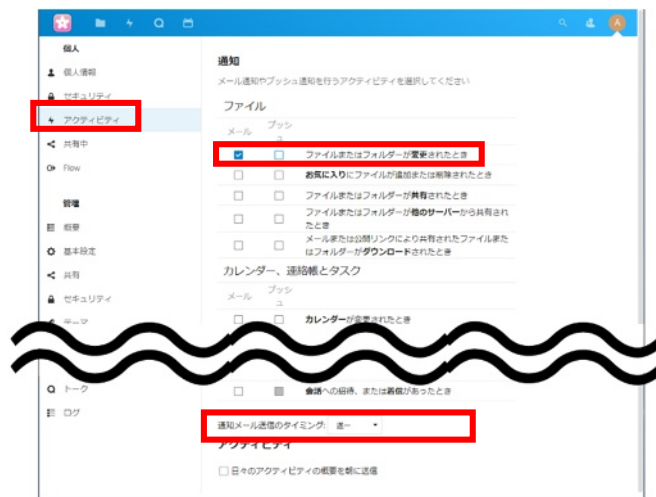 A
個人
個人情報
セキュリティ
アクティビティ
共有中
Flow
管理
概要
基本設定
共有
セキュリティ
テーマ
トーク
ログ
通知
メール通知やプッシュ通知を行うアクティビティを選択してください
ファイル
メール
プッシ
ュ
ファイルまたはフォルダーが変更されたとき
お気に入りにファイルが追加または削除されたとき
ファイルまたはフォルダーが共有されたとき
ファイルまたはフォルダーが他のサーバーから共有され
たとき
メールまたは公開リンクにより共有されたファイルまた
はフォルダーがダウンロードされたとき
カレンダー、連絡帳とタスク
メール
プッシ
ュ
カレンダーが変更されたとき
会話への招待、または着信があったとき
通知メール送信のタイミング: 逐一
アクティビティ
日々のアクティビティの概要を朝に送信